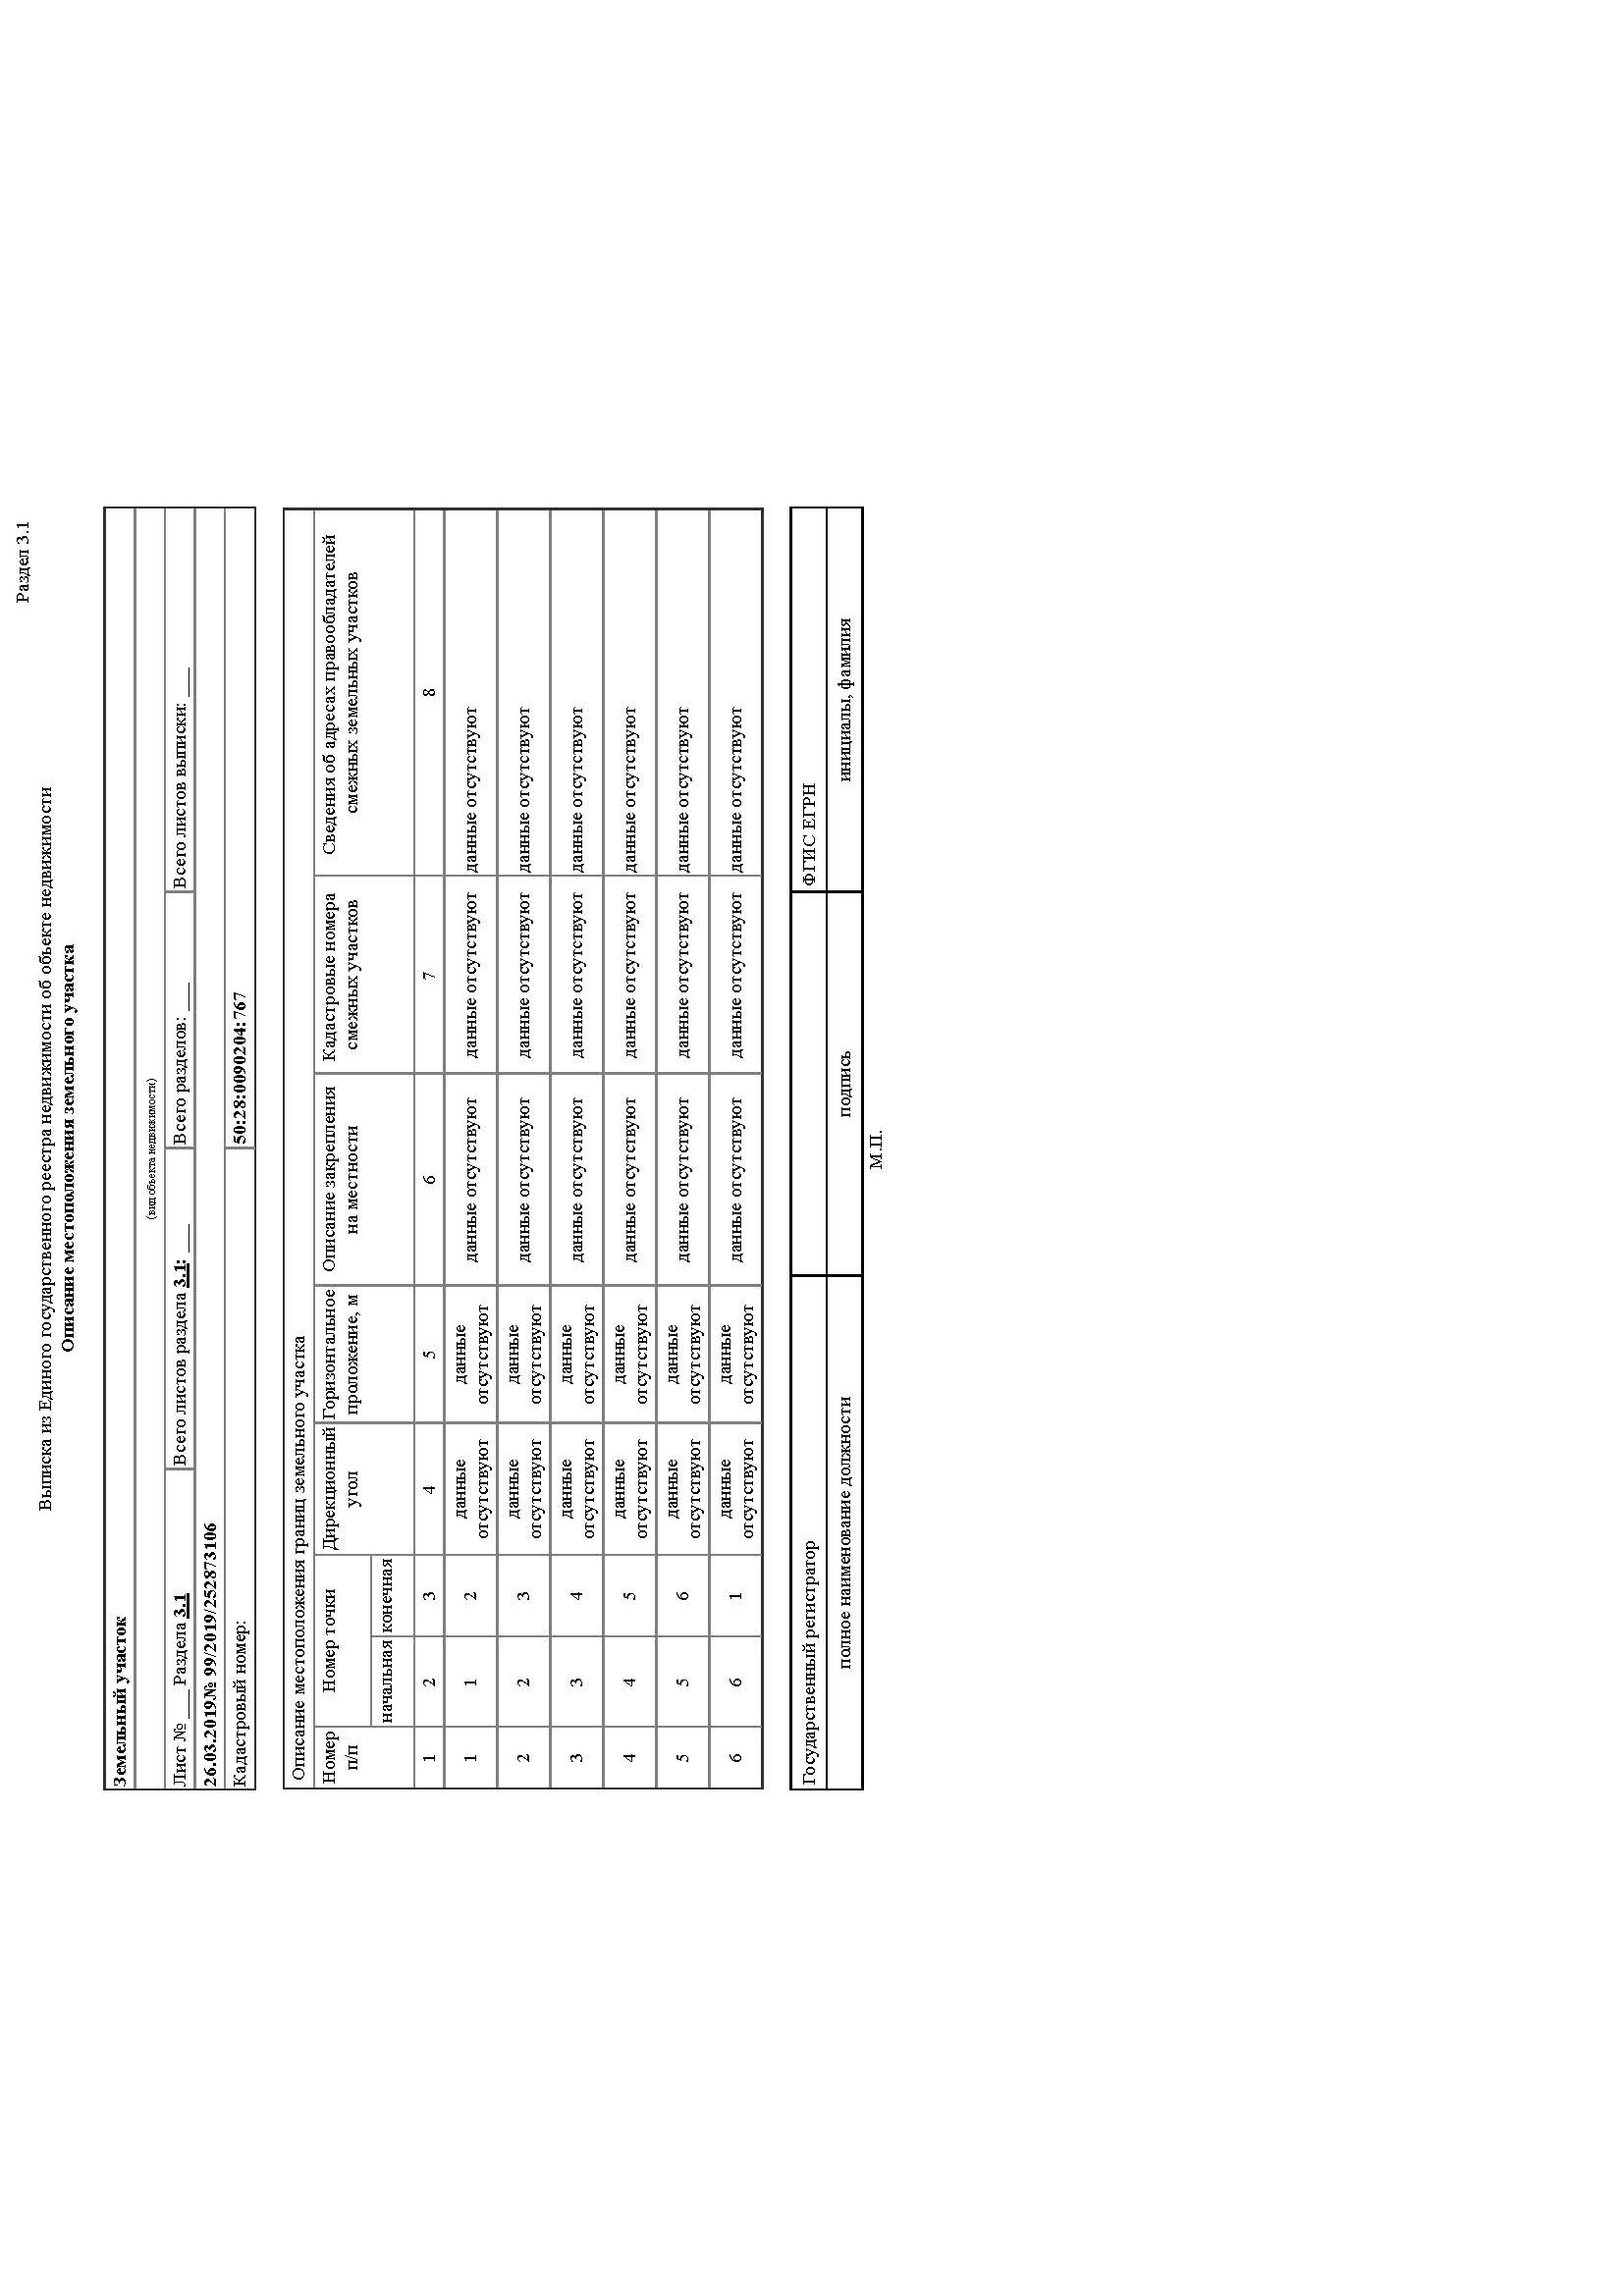 Раздел 3.1
Выписка из Единого государственного реестра недвижимости об объекте недвижимости
Описание местоположения земельного участка
Земельный участок
(вид объекта недвижимости)
Лист № ___ Раздела 3.1 Всего листов раздела 3.1: ___ Всего разделов: ___ Всего листов выписки: ___
26.03.2019№ 99/2019/252873106
Кадастровый номер: 50:28:0090204:767
Описание местоположения границ земельного участка
Номер Номер точки Дирекционный Горизонтальное Описание закрепления Кадастровые номера Сведения об адресах правообладателей
п/п угол проложение, м на местности смежных участков смежных земельных участков
начальная конечная
1 2 3 4 5 6 7 8
1 1 2 данные данные данные отсутствуют данные отсутствуют данные отсутствуют
отсутствуют отсутствуют
2 2 3 данные данные данные отсутствуют данные отсутствуют данные отсутствуют
отсутствуют отсутствуют
3 3 4 данные данные данные отсутствуют данные отсутствуют данные отсутствуют
отсутствуют отсутствуют
4 4 5 данные данные данные отсутствуют данные отсутствуют данные отсутствуют
отсутствуют отсутствуют
5 5 6 данные данные данные отсутствуют данные отсутствуют данные отсутствуют
отсутствуют отсутствуют
6 6 1 данные данные данные отсутствуют данные отсутствуют данные отсутствуют
отсутствуют отсутствуют
Государственный регистратор ФГИС ЕГРН
полное наименование должности подпись инициалы, фамилия
М.П.